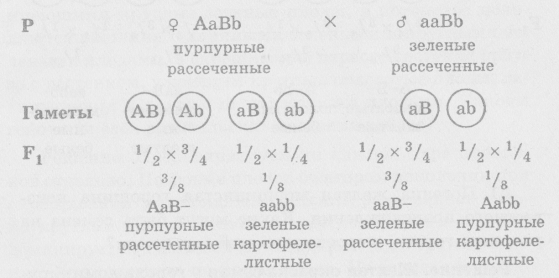 P ♀ AaBb × ♂ aaBb
пурпурные зеленые
рассеченные рассеченные
Гаметы AB Ab aB ab aB ab
F₁ 1/2 × 3/4 1/2 × 1/4 1/2 × 3/4 1/2 × 1/4
3/8 1/8 3/8 1/8
AaB– aabb aaB– Aabb
пурпурные зеленые зеленые пурпурные
рассеченные картофеле- рассеченные картофеле-
листные листные